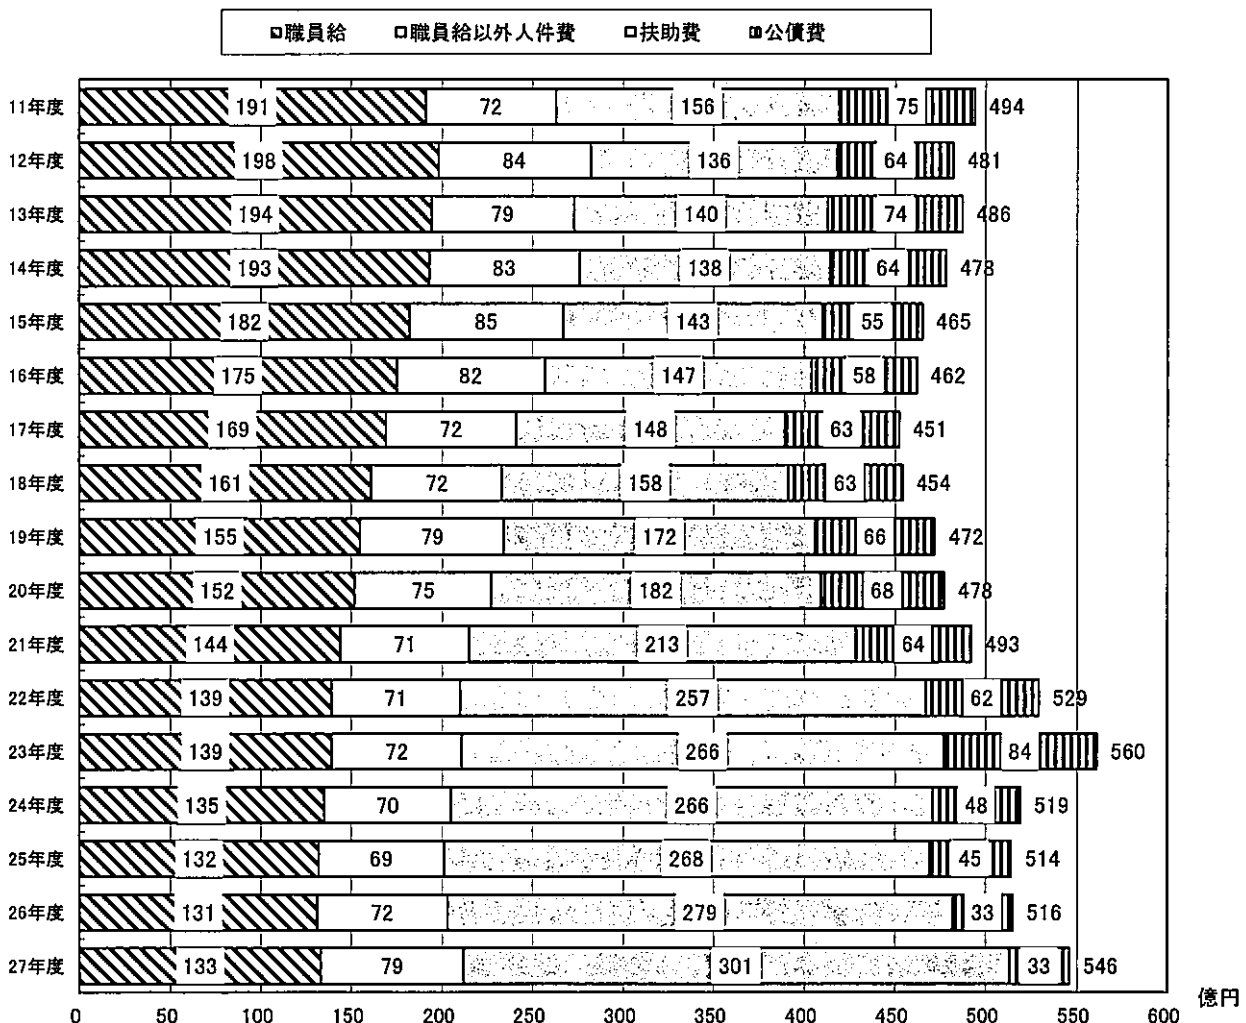 職員給 職員給以外人件費 扶助費 公債費
11年度 191 72 156 75 494
12年度 198 84 136 64 481
13年度 194 79 140 74 486
14年度 193 83 138 64 478
15年度 182 85 143 55 465
16年度 175 82 147 58 462
17年度 169 72 148 63 451
18年度 161 72 158 63 454
19年度 155 79 172 66 472
20年度 152 75 182 68 478
21年度 144 71 213 64 493
22年度 139 71 257 62 529
23年度 139 72 266 84 560
24年度 135 70 266 48 519
25年度 132 69 268 45 514
26年度 131 72 279 33 516
27年度 133 79 301 33 546
億円
0 50 100 150 200 250 300 350 400 450 500 550 600